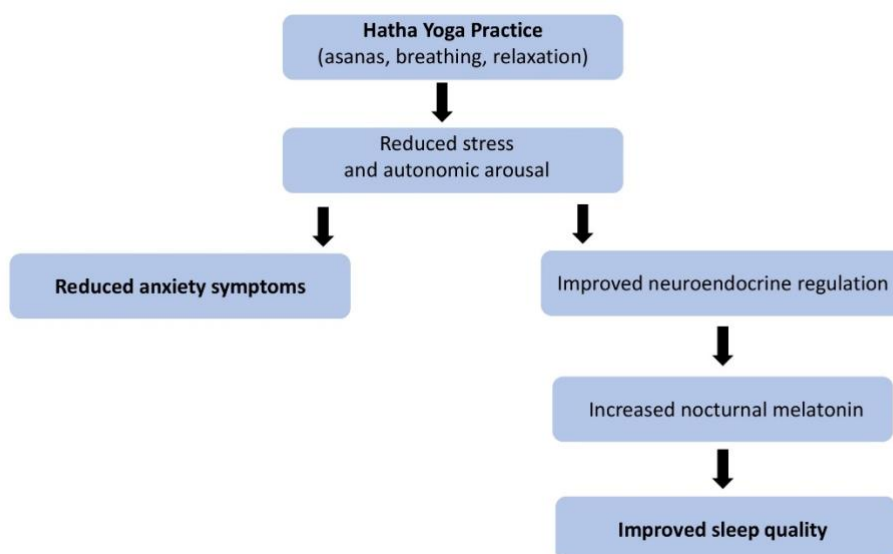 Hatha Yoga Practice
(asanas, breathing, relaxation)
Reduced stress
and autonomic arousal
Reduced anxiety symptoms
Improved neuroendocrine regulation
Increased nocturnal melatonin
Improved sleep quality